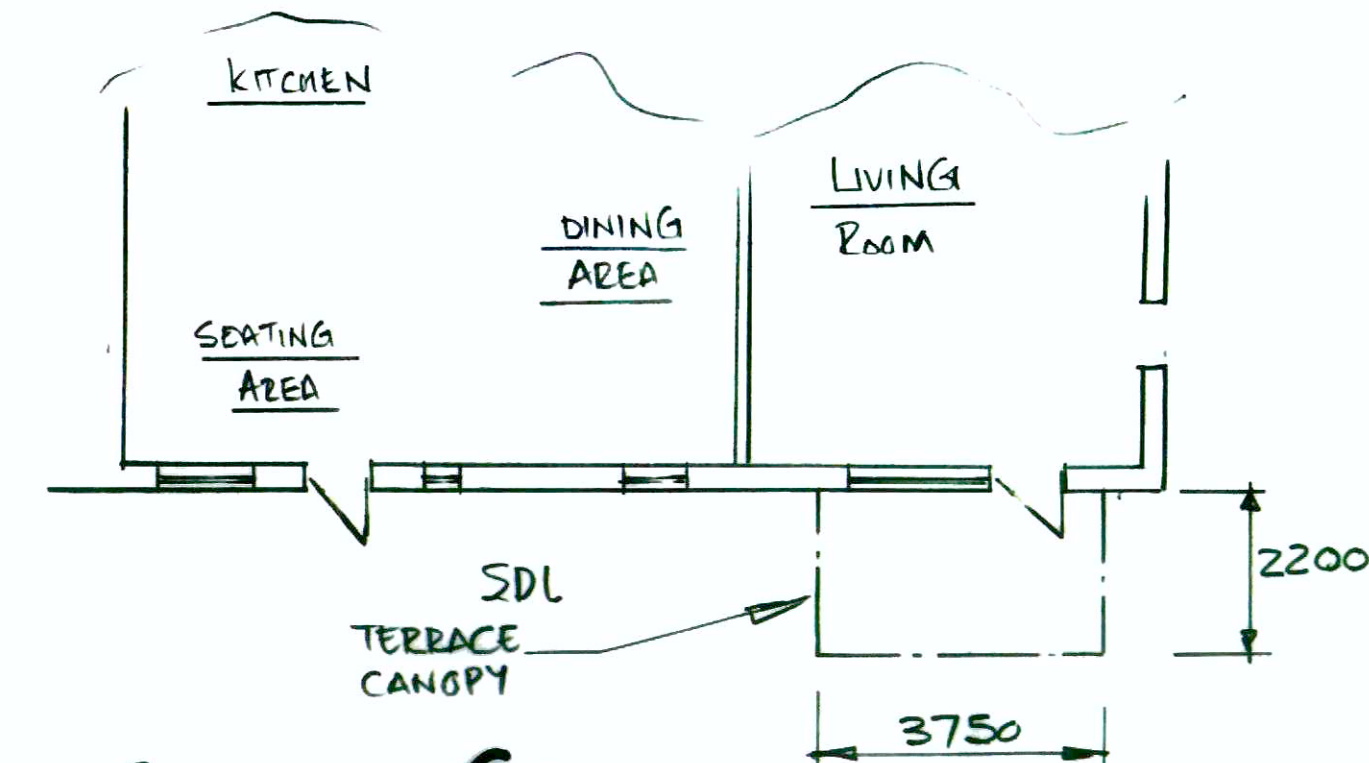 KITCHEN
LIVING
ROOM
DINING
AREA
SEATING
AREA
2200
SDL
TERRACE
CANOPY
3750